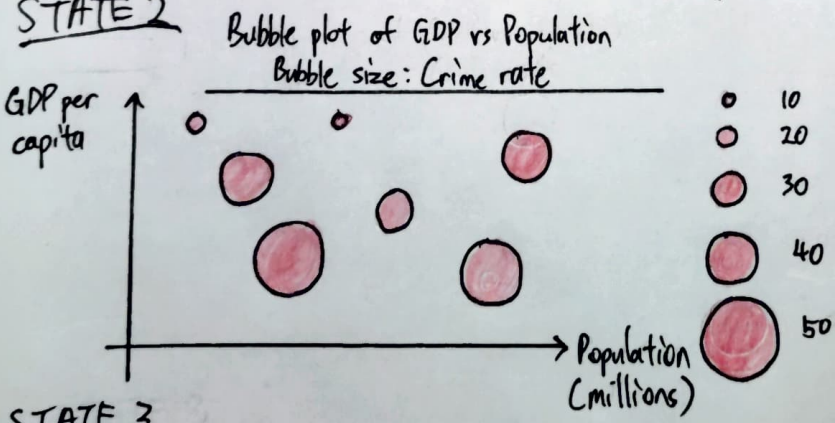 STATE 2
Bubble plot of GDP vs Population
Bubble size: Crime rate
GDP per
capita
10
20
30
40
50
Population
(millions)
STATE 3